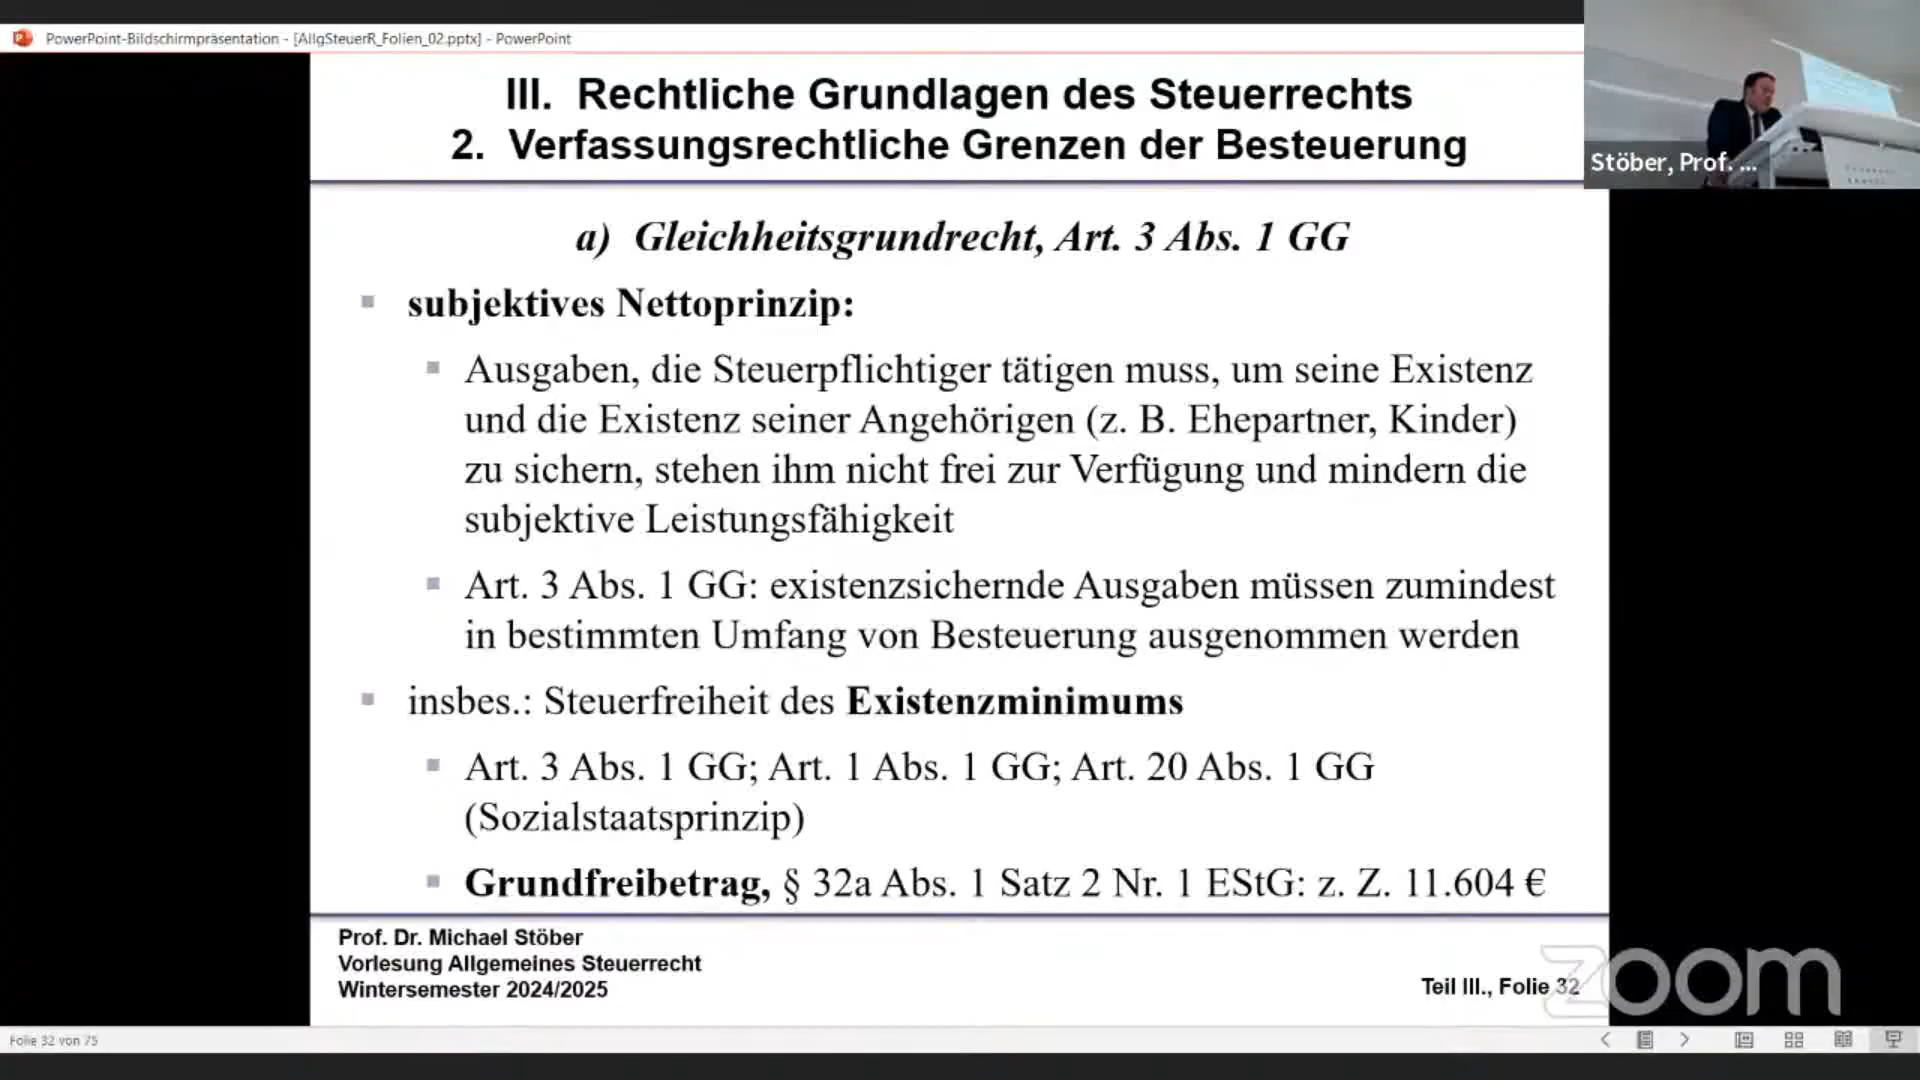 PowerPoint-Bildschirmpräsentation - [AllgSteuerR_Folien_02.pptx] - PowerPoint
III. Rechtliche Grundlagen des Steuerrechts
2. Verfassungsrechtliche Grenzen der Besteuerung
Stöber, Prof. ...
a) Gleichheitsgrundrecht, Art. 3 Abs. 1 GG
subjektives Nettoprinzip:
Ausgaben, die Steuerpflichtiger tätigen muss, um seine Existenz
und die Existenz seiner Angehörigen (z. B. Ehepartner, Kinder)
zu sichern, stehen ihm nicht frei zur Verfügung und mindern die
subjektive Leistungsfähigkeit
Art. 3 Abs. 1 GG: existenzsichernde Ausgaben müssen zumindest
in bestimmten Umfang von Besteuerung ausgenommen werden
insbes.: Steuerfreiheit des Existenzminimums
Art. 3 Abs. 1 GG; Art. 1 Abs. 1 GG; Art. 20 Abs. 1 GG
(Sozialstaatsprinzip)
Grundfreibetrag, § 32a Abs. 1 Satz 2 Nr. 1 EStG: z. Z. 11.604 €
Prof. Dr. Michael Stöber
Vorlesung Allgemeines Steuerrecht
Wintersemester 2024/2025
Teil III., Folie 32
zoom
Folie 32 von 75